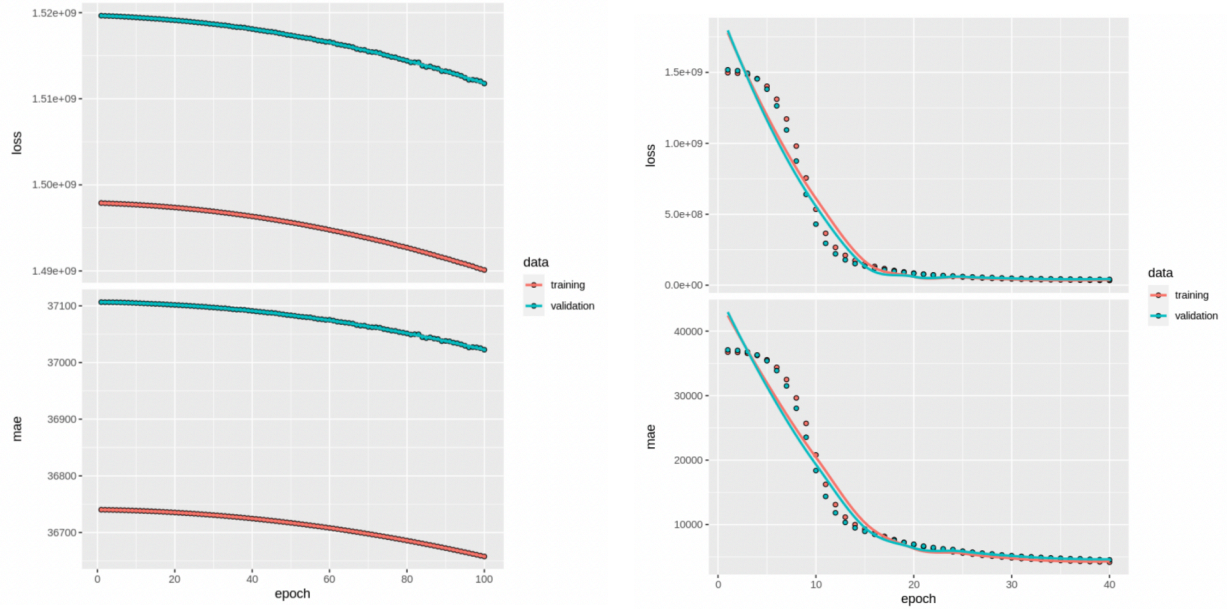 1.52e+09
1.51e+09
1.50e+09
1.49e+09
loss
37100
37000
36900
36800
36700
mae
0 20 40 60 80 100
epoch
data
training
validation
1.5e+09
1.0e+09
5.0e+08
0.0e+00
loss
40000
30000
20000
10000
mae
0 10 20 30 40
epoch
data
training
validation